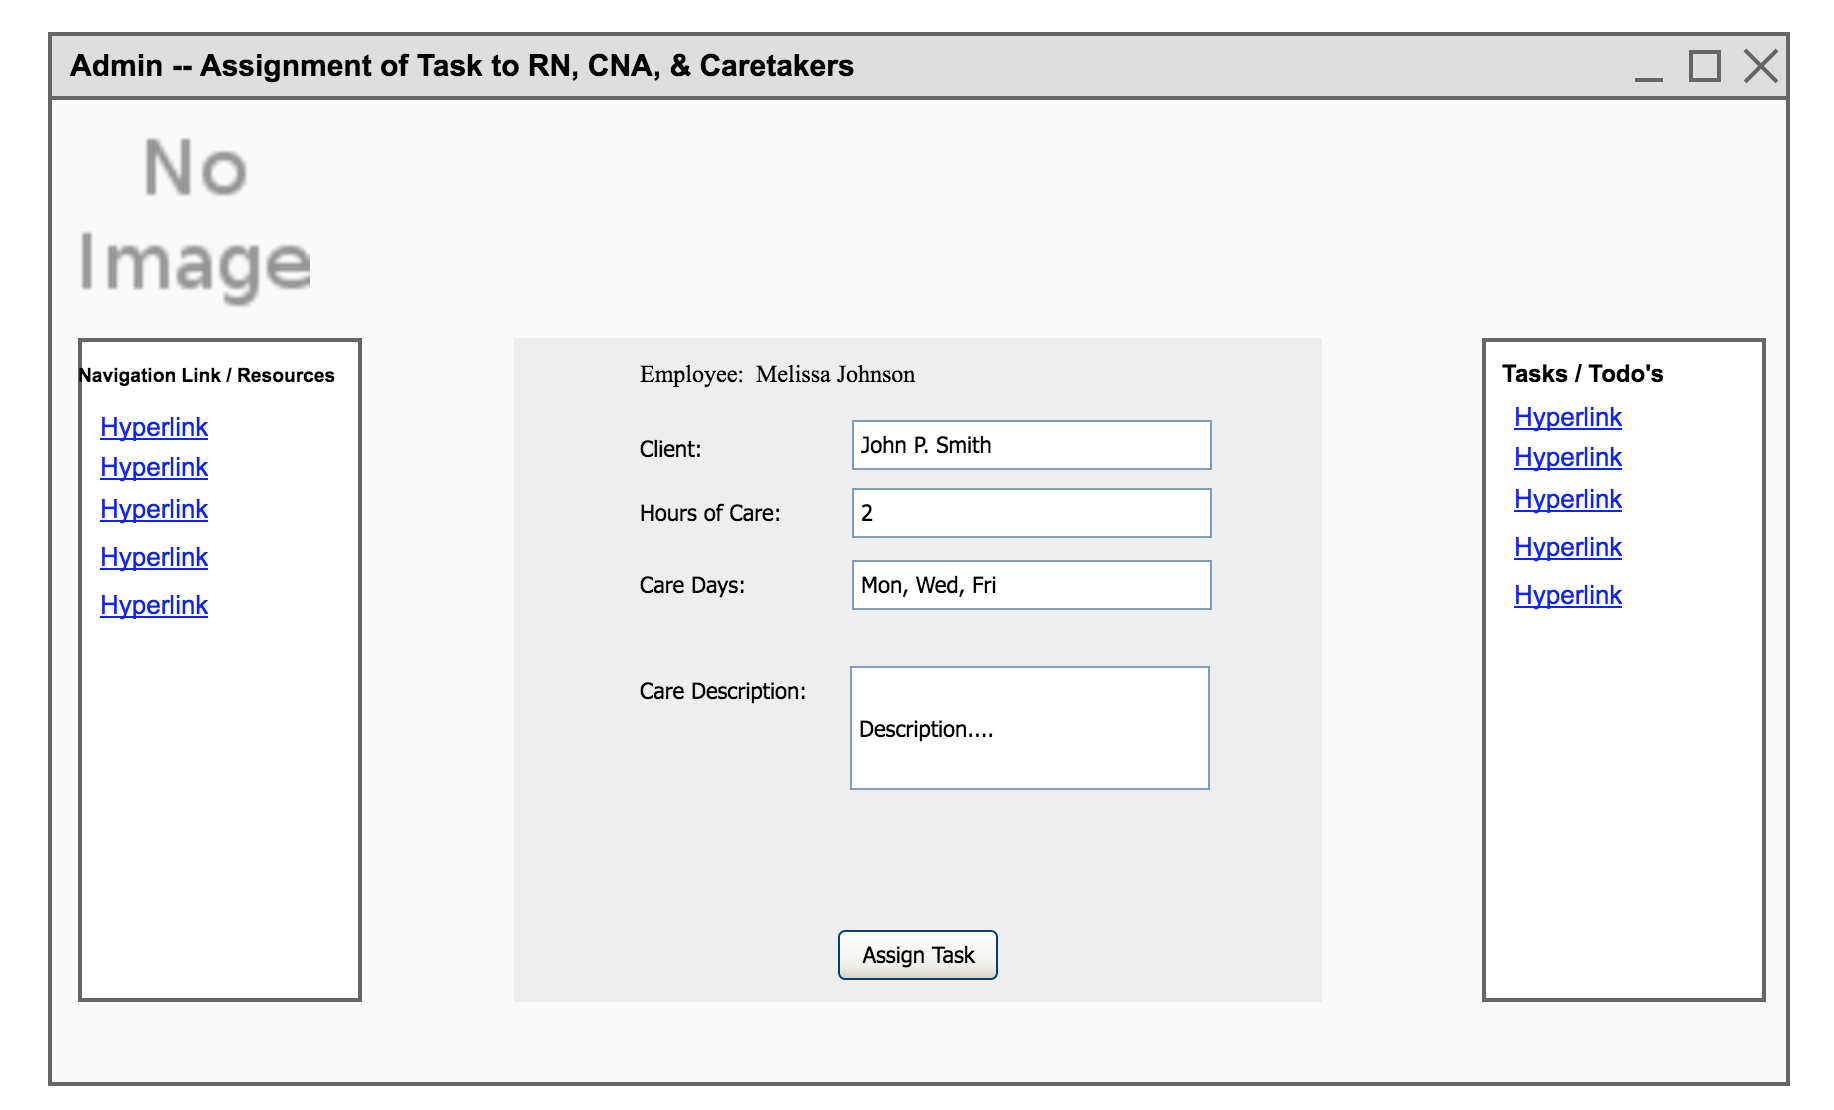 Admin -- Assignment of Task to RN, CNA, & Caretakers
No
Image
Navigation Link / Resources
Hyperlink
Hyperlink
Hyperlink
Hyperlink
Hyperlink
Employee: Melissa Johnson
Client: John P. Smith
Hours of Care: 2
Care Days: Mon, Wed, Fri
Care Description:
Description....
Assign Task
Tasks / Todo's
Hyperlink
Hyperlink
Hyperlink
Hyperlink
Hyperlink